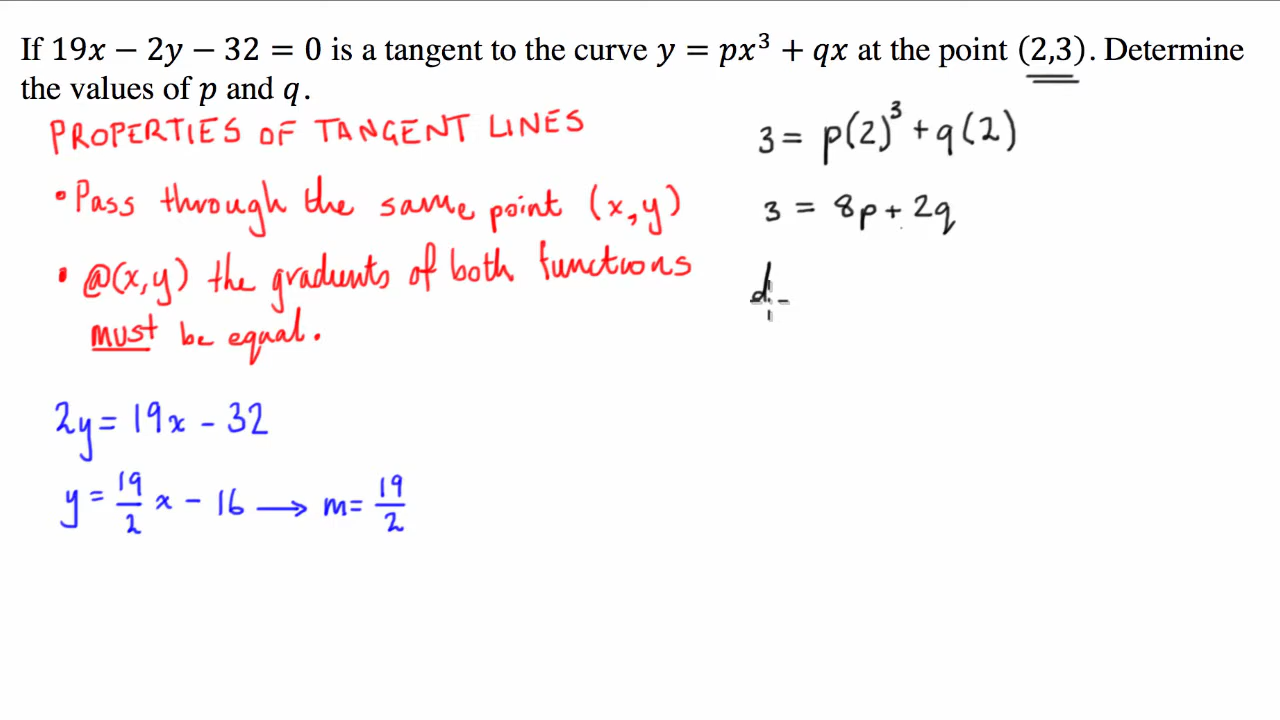 If 19x − 2y − 32 = 0 is a tangent to the curve y = px³ + qx at the point (2,3). Determine
the values of p and q.
PROPERTIES OF TANGENT LINES
• Pass through the same point (x,y)
• @(x,y) the gradients of both functions
must be equal.
2y = 19x − 32
y = 19/2 x − 16 ⟶ m = 19/2
3 = p(2)³ + q(2)
3 = 8p + 2q
d